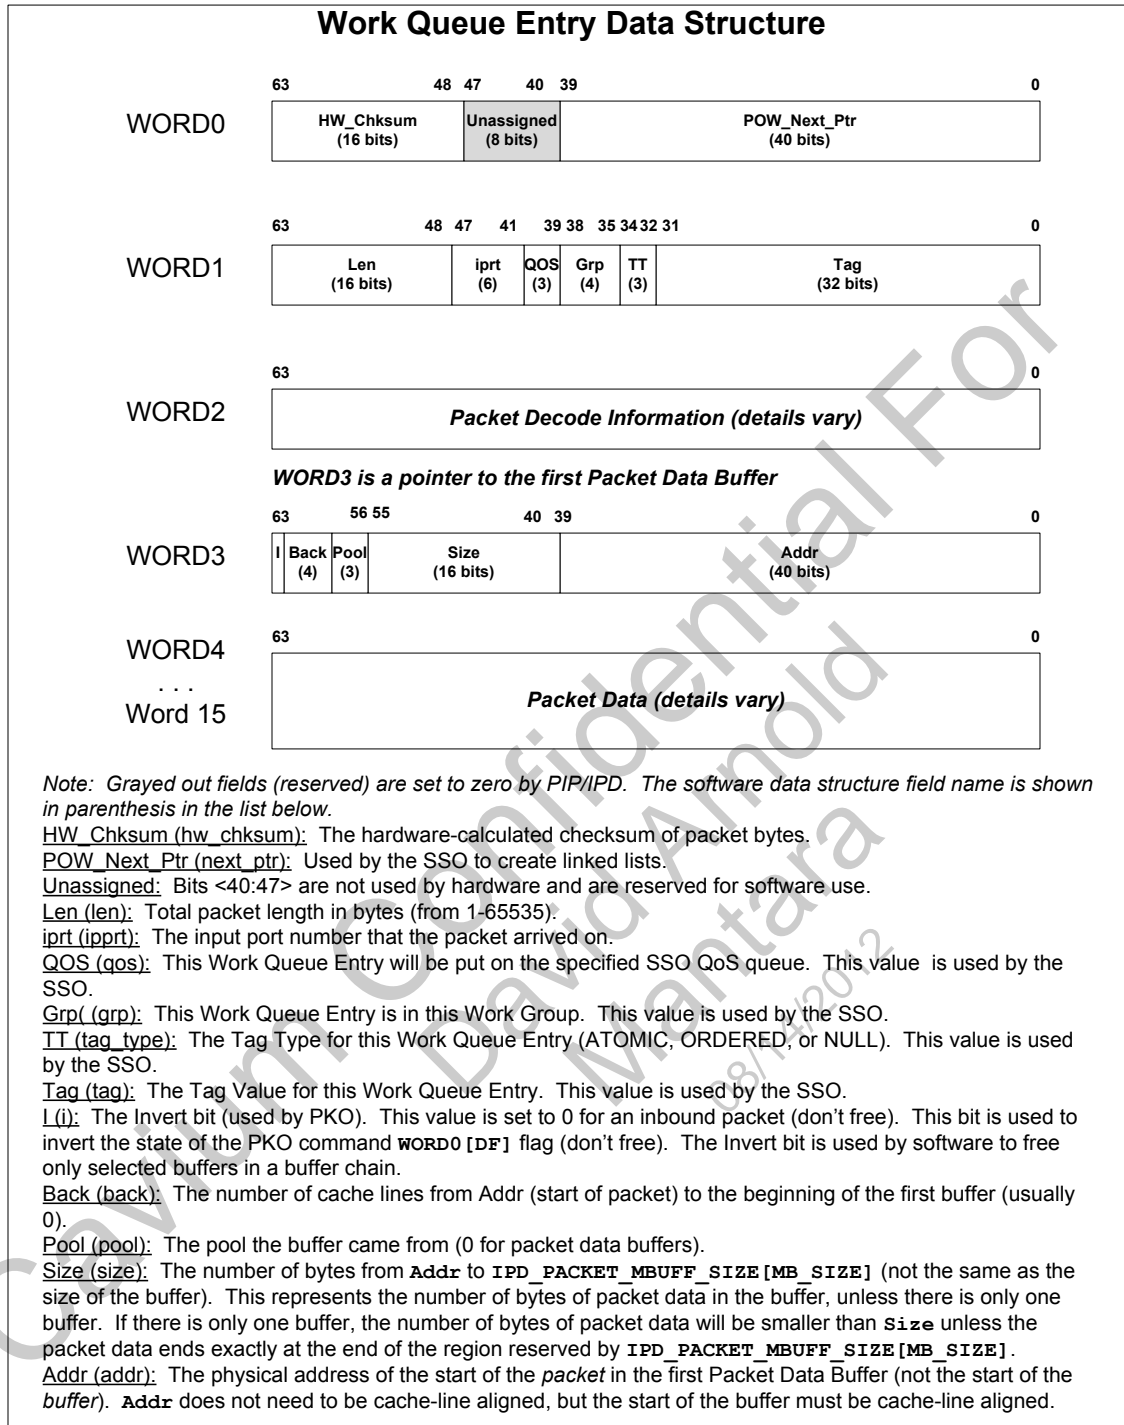 Work Queue Entry Data Structure
63 48 47 40 39 0
WORD0
HW_Chksum (16 bits)
Unassigned (8 bits)
POW_Next_Ptr (40 bits)
63 48 47 41 39 38 35 34 32 31 0
WORD1
Len (16 bits)
iprt (6)
QOS (3)
Grp (4)
TT (3)
Tag (32 bits)
63 0
WORD2
Packet Decode Information (details vary)
WORD3 is a pointer to the first Packet Data Buffer
63 56 55 40 39 0
WORD3
I
Back (4)
Pool (3)
Size (16 bits)
Addr (40 bits)
63 0
WORD4
. . .
Word 15
Packet Data (details vary)
Note: Grayed out fields (reserved) are set to zero by PIP/IPD. The software data structure field name is shown
in parenthesis in the list below.
HW_Chksum (hw_chksum): The hardware-calculated checksum of packet bytes.
POW_Next_Ptr (next_ptr): Used by the SSO to create linked lists.
Unassigned: Bits <40:47> are not used by hardware and are reserved for software use.
Len (len): Total packet length in bytes (from 1-65535).
iprt (ipprt): The input port number that the packet arrived on.
QOS (qos): This Work Queue Entry will be put on the specified SSO QoS queue. This value is used by the
SSO.
Grp( (grp): This Work Queue Entry is in this Work Group. This value is used by the SSO.
TT (tag_type): The Tag Type for this Work Queue Entry (ATOMIC, ORDERED, or NULL). This value is used
by the SSO.
Tag (tag): The Tag Value for this Work Queue Entry. This value is used by the SSO.
I (i): The Invert bit (used by PKO). This value is set to 0 for an inbound packet (don't free). This bit is used to
invert the state of the PKO command WORD0[DF] flag (don't free). The Invert bit is used by software to free
only selected buffers in a buffer chain.
Back (back): The number of cache lines from Addr (start of packet) to the beginning of the first buffer (usually
0).
Pool (pool): The pool the buffer came from (0 for packet data buffers).
Size (size): The number of bytes from Addr to IPD_PACKET_MBUFF_SIZE[MB_SIZE] (not the same as the
size of the buffer). This represents the number of bytes of packet data in the buffer, unless there is only one
buffer. If there is only one buffer, the number of bytes of packet data will be smaller than Size unless the
packet data ends exactly at the end of the region reserved by IPD_PACKET_MBUFF_SIZE[MB_SIZE].
Addr (addr): The physical address of the start of the packet in the first Packet Data Buffer (not the start of the
buffer). Addr does not need to be cache-line aligned, but the start of the buffer must be cache-line aligned.
Cavium Confidential For
David Arnold
Mantara
08/14/2012